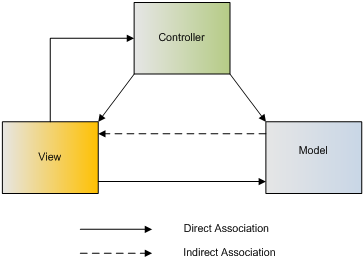 Controller
View
Model
Direct Association
Indirect Association